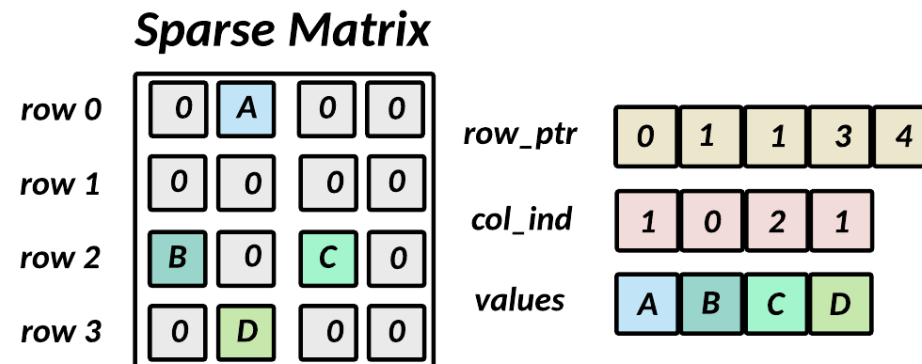 Sparse Matrix
row 0 0 A 0 0
row 1 0 0 0 0
row 2 B 0 C 0
row 3 0 D 0 0
row_ptr 0 1 1 3 4
col_ind 1 0 2 1
values A B C D